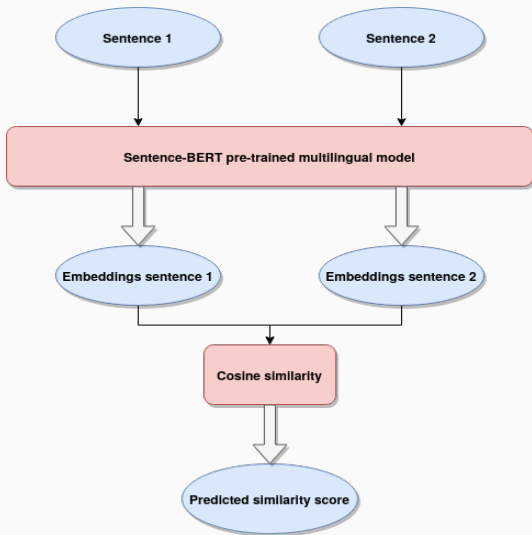 Sentence 1
Sentence 2
Sentence-BERT pre-trained multilingual model
Embeddings sentence 1
Embeddings sentence 2
Cosine similarity
Predicted similarity score